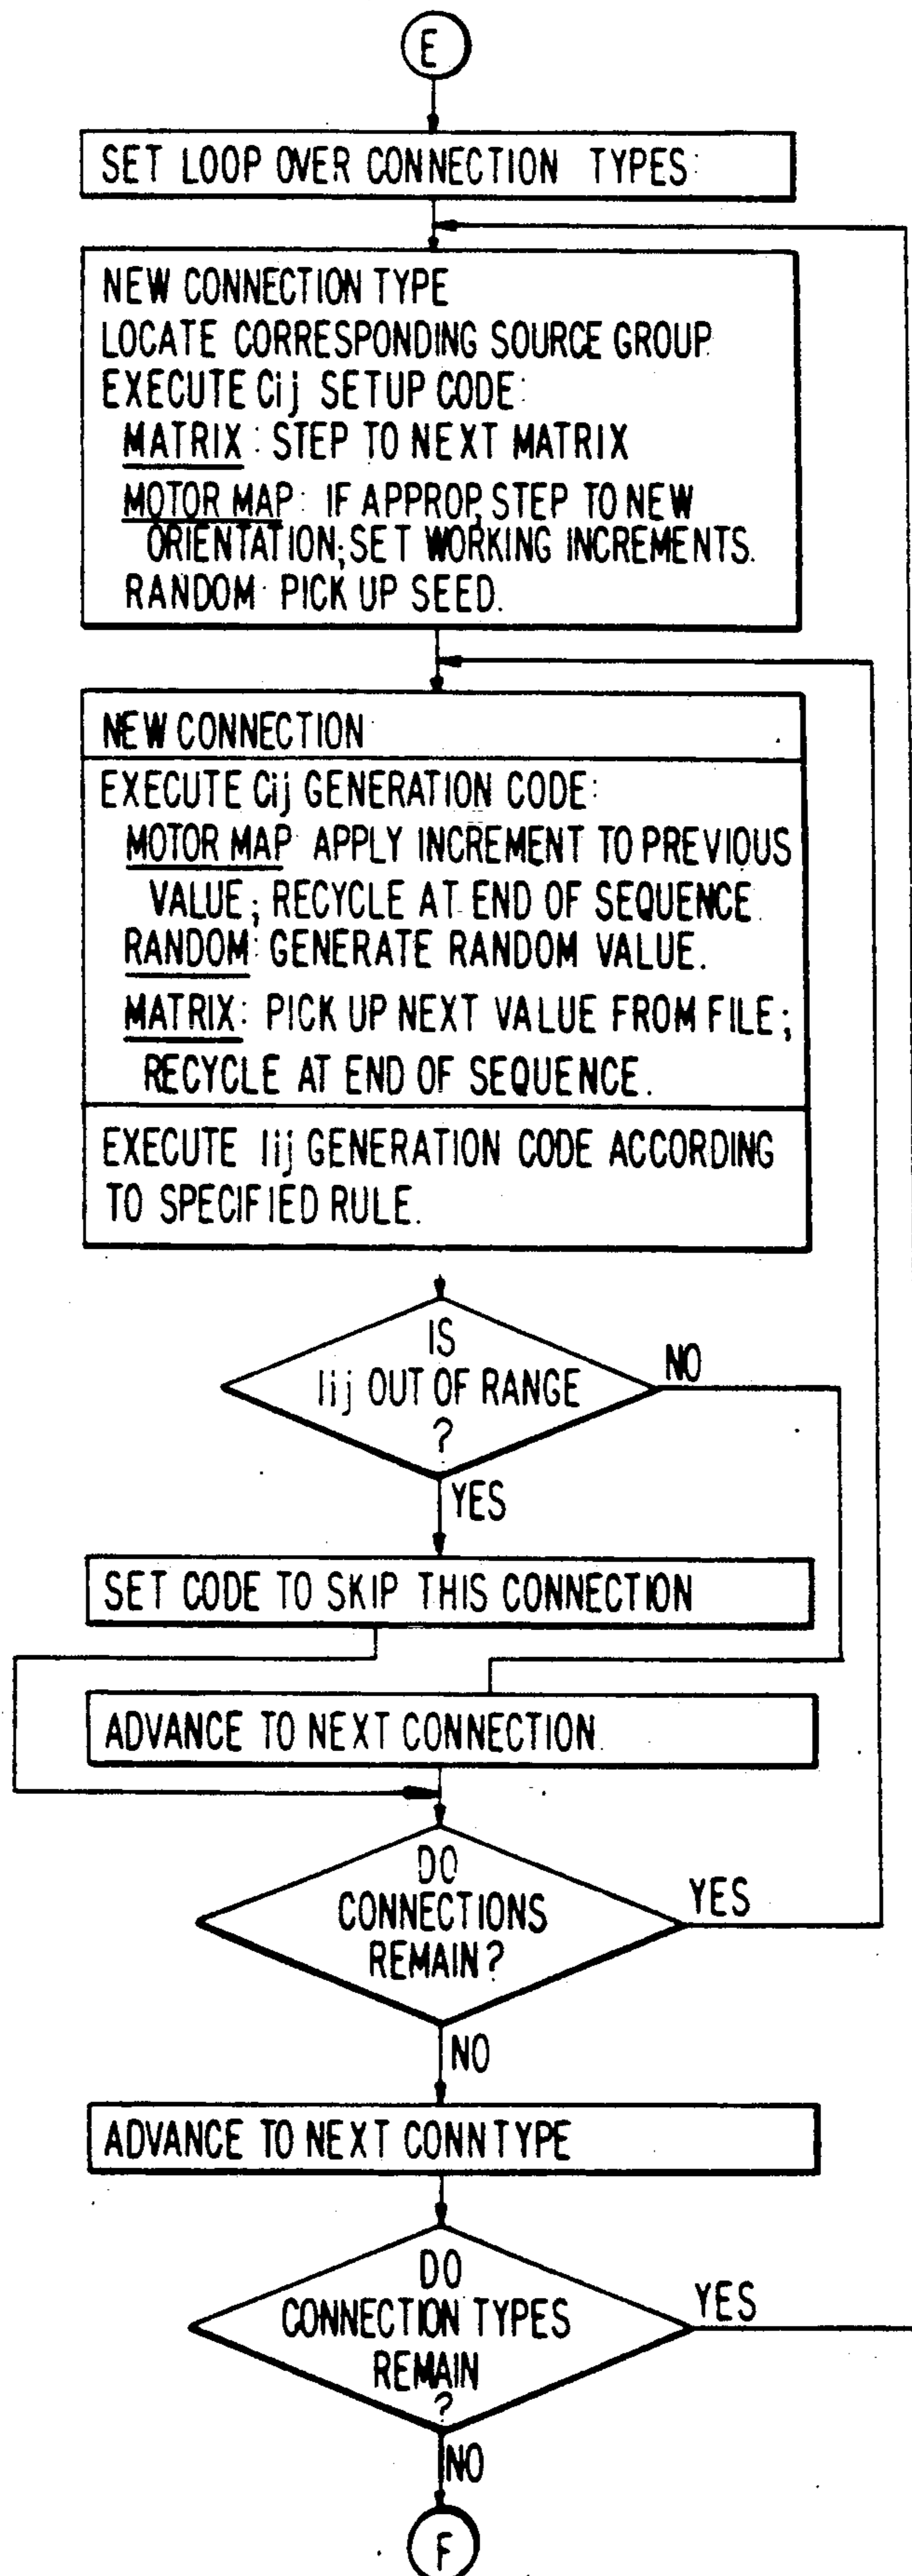 E
SET LOOP OVER CONNECTION TYPES:
NEW CONNECTION TYPE
LOCATE CORRESPONDING SOURCE GROUP.
EXECUTE Cij SETUP CODE:
MATRIX: STEP TO NEXT MATRIX
MOTOR MAP: IF APPROP, STEP TO NEW
ORIENTATION; SET WORKING INCREMENTS.
RANDOM: PICK UP SEED.
NEW CONNECTION
EXECUTE Cij GENERATION CODE:
MOTOR MAP: APPLY INCREMENT TO PREVIOUS
VALUE; RECYCLE AT END OF SEQUENCE.
RANDOM: GENERATE RANDOM VALUE.
MATRIX: PICK UP NEXT VALUE FROM FILE;
RECYCLE AT END OF SEQUENCE.
EXECUTE Iij GENERATION CODE ACCORDING
TO SPECIFIED RULE.
IS
Iij OUT OF RANGE
?
NO
YES
SET CODE TO SKIP THIS CONNECTION
ADVANCE TO NEXT CONNECTION.
DO
CONNECTIONS
REMAIN?
YES
NO
ADVANCE TO NEXT CONNTYPE
DO
CONNECTION TYPES
REMAIN
?
YES
NO
F